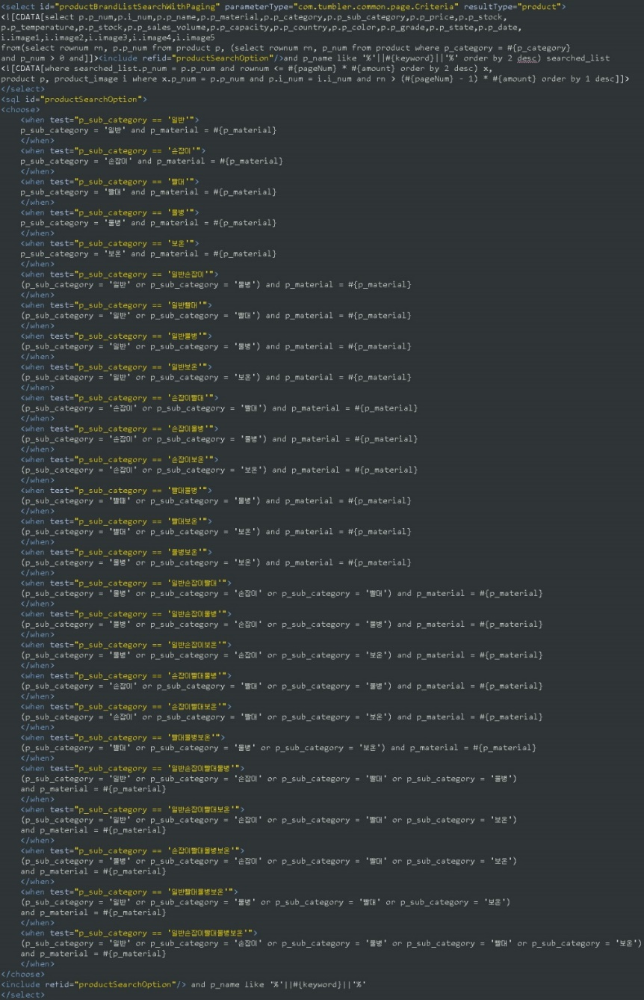 <select id="productBrandListSearchWithPaging" parameterType="com.tumbler.common.page.Criteria" resultType="product">
<![CDATA[select p.p_num,p.i_num,p.p_name,p.p_material,p.p_category,p.p_sub_category,p.p_price,p.p_stock,
p.p_temperature,p.p_stock,p.p_sales_volume,p.p_capacity,p.p_country,p.p_color,p.p_grade,p.p_state,p.p_date,
i.image1,i.image2,i.image3,i.image4,i.image5
from(select rownum rn, p.p_num from product p, (select rownum rn, p_num from product where p_category = #{p_category}
and p_num > 0 and]]><include refid="productSearchOption"/>and p_name like '%'||#{keyword}||'%' order by 2 desc) searched_list
<![CDATA[where searched_list.p_num = p.p_num and rownum <= #{pageNum} * #{amount} order by 2 desc) x,
product p, product_image i where x.p_num = p.p_num and p.i_num = i.i_num and rn > (#{pageNum} - 1) * #{amount} order by 1 desc]]>
</select>
<sql id="productSearchOption">
<choose>
<when test="p_sub_category == '일반'">
p_sub_category = '일반' and p_material = #{p_material}
</when>
<when test="p_sub_category == '손잡이'">
p_sub_category = '손잡이' and p_material = #{p_material}
</when>
<when test="p_sub_category == '빨대'">
p_sub_category = '빨대' and p_material = #{p_material}
</when>
<when test="p_sub_category == '물병'">
p_sub_category = '물병' and p_material = #{p_material}
</when>
<when test="p_sub_category == '보온'">
p_sub_category = '보온' and p_material = #{p_material}
</when>
<when test="p_sub_category == '일반손잡이'">
(p_sub_category = '일반' or p_sub_category = '물병') and p_material = #{p_material}
</when>
<when test="p_sub_category == '일반빨대'">
(p_sub_category = '일반' or p_sub_category = '빨대') and p_material = #{p_material}
</when>
<when test="p_sub_category == '일반물병'">
(p_sub_category = '일반' or p_sub_category = '물병') and p_material = #{p_material}
</when>
<when test="p_sub_category == '일반보온'">
(p_sub_category = '일반' or p_sub_category = '보온') and p_material = #{p_material}
</when>
<when test="p_sub_category == '손잡이빨대'">
(p_sub_category = '손잡이' or p_sub_category = '빨대') and p_material = #{p_material}
</when>
<when test="p_sub_category == '손잡이물병'">
(p_sub_category = '손잡이' or p_sub_category = '물병') and p_material = #{p_material}
</when>
<when test="p_sub_category == '손잡이보온'">
(p_sub_category = '손잡이' or p_sub_category = '보온') and p_material = #{p_material}
</when>
<when test="p_sub_category == '빨대물병'">
(p_sub_category = '빨때' or p_sub_category = '물병') and p_material = #{p_material}
</when>
<when test="p_sub_category == '빨대보온'">
(p_sub_category = '빨대' or p_sub_category = '보온') and p_material = #{p_material}
</when>
<when test="p_sub_category == '물병보온'">
(p_sub_category = '물병' or p_sub_category = '보온') and p_material = #{p_material}
</when>
<when test="p_sub_category == '일반손잡이빨대'">
(p_sub_category = '물병' or p_sub_category = '손잡이' or p_sub_category = '빨대') and p_material = #{p_material}
</when>
<when test="p_sub_category == '일반손잡이물병'">
(p_sub_category = '물병' or p_sub_category = '손잡이' or p_sub_category = '물병') and p_material = #{p_material}
</when>
<when test="p_sub_category == '일반손잡이보온'">
(p_sub_category = '물병' or p_sub_category = '손잡이' or p_sub_category = '보온') and p_material = #{p_material}
</when>
<when test="p_sub_category == '손잡이빨대물병'">
(p_sub_category = '손잡이' or p_sub_category = '빨대' or p_sub_category = '물병') and p_material = #{p_material}
</when>
<when test="p_sub_category == '손잡이빨대보온'">
(p_sub_category = '손잡이' or p_sub_category = '빨대' or p_sub_category = '보온') and p_material = #{p_material}
</when>
<when test="p_sub_category == '빨대물병보온'">
(p_sub_category = '빨대' or p_sub_category = '물병' or p_sub_category = '보온') and p_material = #{p_material}
</when>
<when test="p_sub_category == '일반손잡이빨대물병'">
(p_sub_category = '일반' or p_sub_category = '손잡이' or p_sub_category = '빨대' or p_sub_category = '물병')
and p_material = #{p_material}
</when>
<when test="p_sub_category == '일반손잡이빨대보온'">
(p_sub_category = '일반' or p_sub_category = '손잡이' or p_sub_category = '빨대' or p_sub_category = '보온')
and p_material = #{p_material}
</when>
<when test="p_sub_category == '손잡이빨대물병보온'">
(p_sub_category = '물병' or p_sub_category = '손잡이' or p_sub_category = '빨대' or p_sub_category = '보온')
and p_material = #{p_material}
</when>
<when test="p_sub_category == '일반빨대물병보온'">
(p_sub_category = '일반' or p_sub_category = '물병' or p_sub_category = '빨대' or p_sub_category = '보온')
and p_material = #{p_material}
</when>
<when test="p_sub_category == '일반손잡이빨대물병보온'">
(p_sub_category = '일반' or p_sub_category = '손잡이' or p_sub_category = '물병' or p_sub_category = '빨대' or p_sub_category = '보온')
and p_material = #{p_material}
</when>
</choose>
<include refid="productSearchOption"/> and p_name like '%'||#{keyword}||'%'
</select>